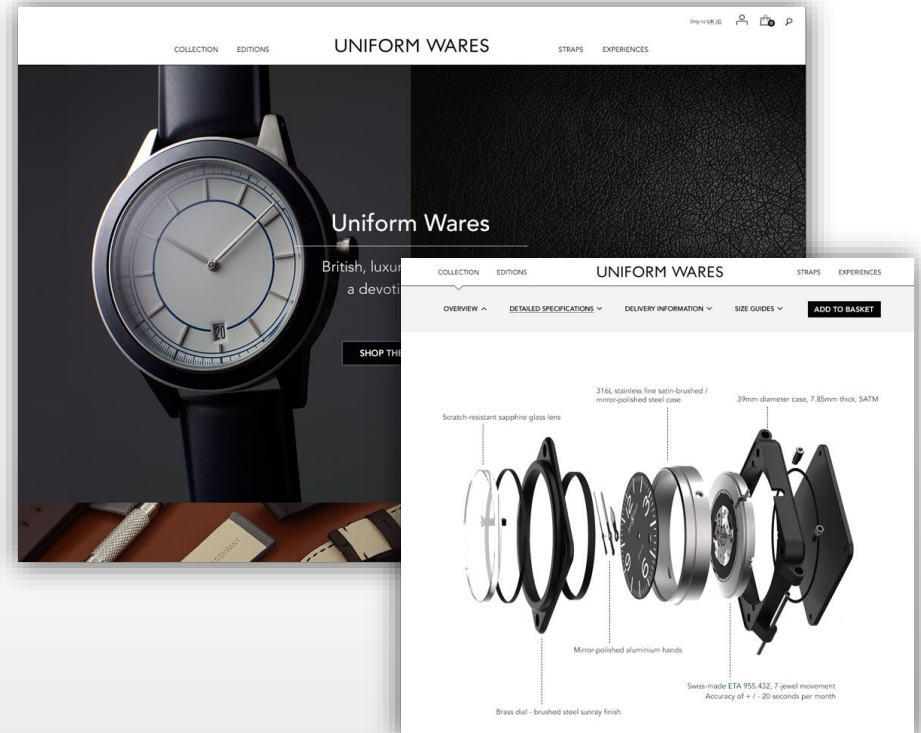 Ship to UK (£)
0
COLLECTION EDITIONS UNIFORM WARES STRAPS EXPERIENCES
20
Uniform Wares
British, luxur
a devoti
SHOP THE
GERMANY
COLLECTION EDITIONS UNIFORM WARES STRAPS EXPERIENCES
OVERVIEW DETAILED SPECIFICATIONS DELIVERY INFORMATION SIZE GUIDES ADD TO BASKET
316L stainless fine satin-brushed /
mirror-polished steel case
39mm diameter case, 7.85mm thick, 5ATM
Scratch-resistant sapphire glass lens
Mirror-polished aluminium hands
Swiss-made ETA 955.432, 7-jewel movement
Accuracy of + / - 20 seconds per month
Brass dial - brushed steel sunray finish